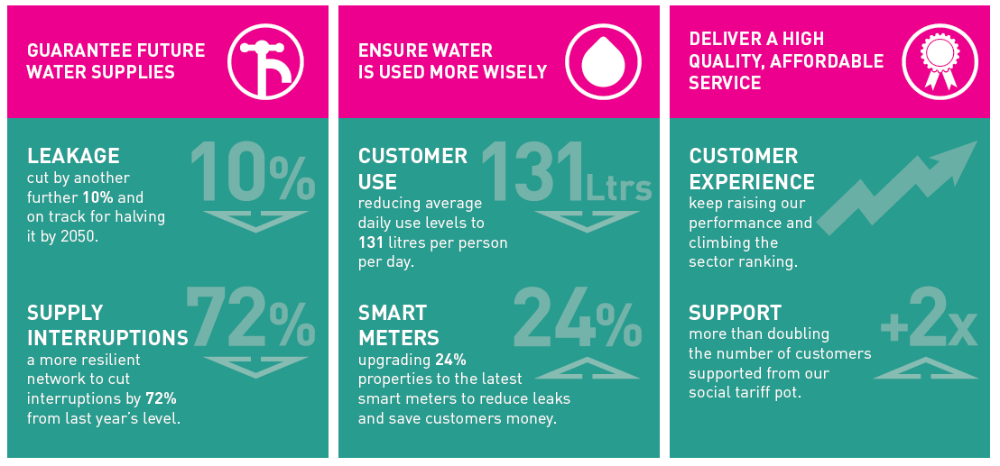 GUARANTEE FUTURE
WATER SUPPLIES
LEAKAGE
cut by another
further 10% and
on track for halving
it by 2050.
10%
SUPPLY
INTERRUPTIONS
a more resilient
network to cut
interruptions by 72%
from last year's level.
72%
ENSURE WATER
IS USED MORE WISELY
CUSTOMER
USE
reducing average
daily use levels to
131 litres per person
per day.
131Ltrs
SMART
METERS
upgrading 24%
properties to the latest
smart meters to reduce leaks
and save customers money.
24%
DELIVER A HIGH
QUALITY, AFFORDABLE
SERVICE
CUSTOMER
EXPERIENCE
keep raising our
performance and
climbing the
sector ranking.
SUPPORT
more than doubling
the number of customers
supported from our
social tariff pot.
+2x